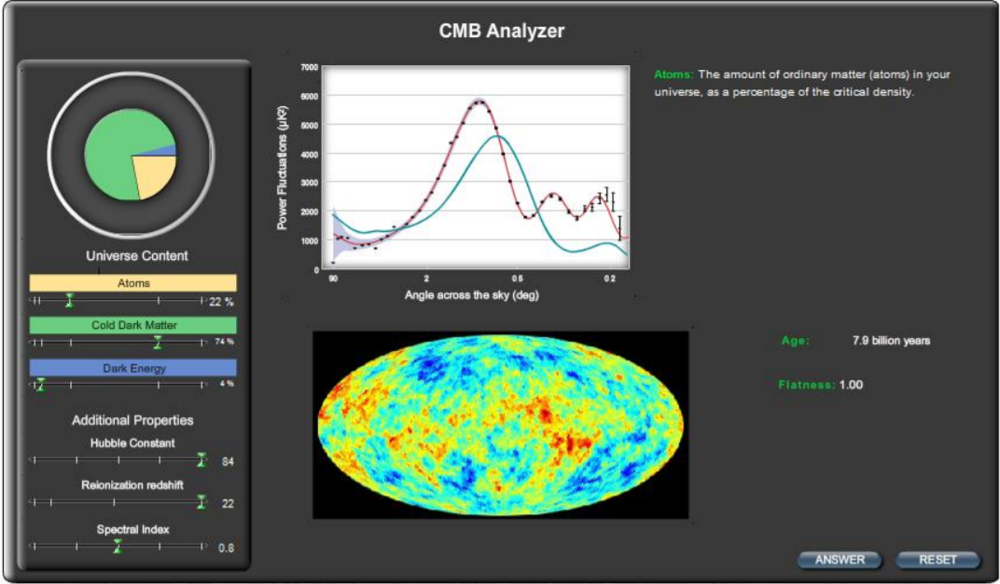 CMB Analyzer
Universe Content
Atoms
22 %
Cold Dark Matter
74 %
Dark Energy
4 %
Additional Properties
Hubble Constant
84
Reionization redshift
22
Spectral Index
0.8
Power Fluctuations (μK²)
7000
6000
5000
4000
3000
2000
1000
0
90 2 0.5 0.2
Angle across the sky (deg)
Atoms: The amount of ordinary matter (atoms) in your
universe, as a percentage of the critical density.
Age: 7.9 billion years
Flatness: 1.00
ANSWER RESET